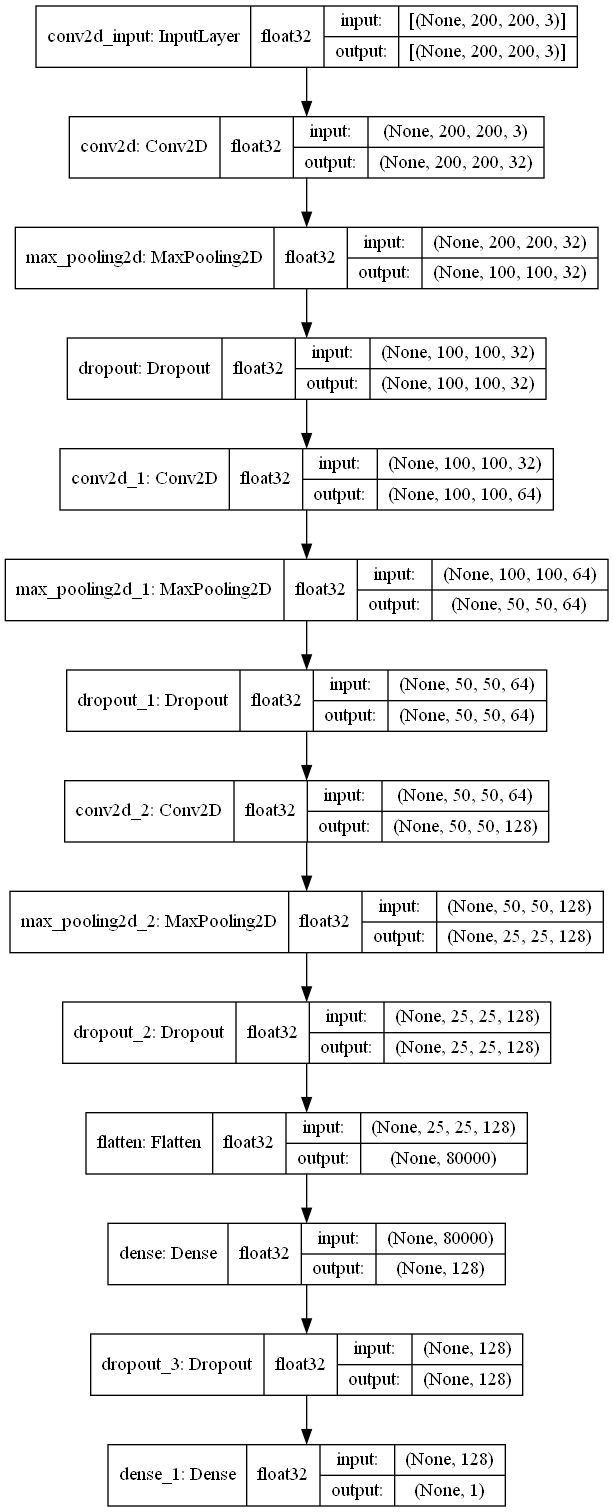 conv2d_input: InputLayer float32 input: [(None, 200, 200, 3)]
output: [(None, 200, 200, 3)]
conv2d: Conv2D float32 input: (None, 200, 200, 3)
output: (None, 200, 200, 32)
max_pooling2d: MaxPooling2D float32 input: (None, 200, 200, 32)
output: (None, 100, 100, 32)
dropout: Dropout float32 input: (None, 100, 100, 32)
output: (None, 100, 100, 32)
conv2d_1: Conv2D float32 input: (None, 100, 100, 32)
output: (None, 100, 100, 64)
max_pooling2d_1: MaxPooling2D float32 input: (None, 100, 100, 64)
output: (None, 50, 50, 64)
dropout_1: Dropout float32 input: (None, 50, 50, 64)
output: (None, 50, 50, 64)
conv2d_2: Conv2D float32 input: (None, 50, 50, 64)
output: (None, 50, 50, 128)
max_pooling2d_2: MaxPooling2D float32 input: (None, 50, 50, 128)
output: (None, 25, 25, 128)
dropout_2: Dropout float32 input: (None, 25, 25, 128)
output: (None, 25, 25, 128)
flatten: Flatten float32 input: (None, 25, 25, 128)
output: (None, 80000)
dense: Dense float32 input: (None, 80000)
output: (None, 128)
dropout_3: Dropout float32 input: (None, 128)
output: (None, 128)
dense_1: Dense float32 input: (None, 128)
output: (None, 1)